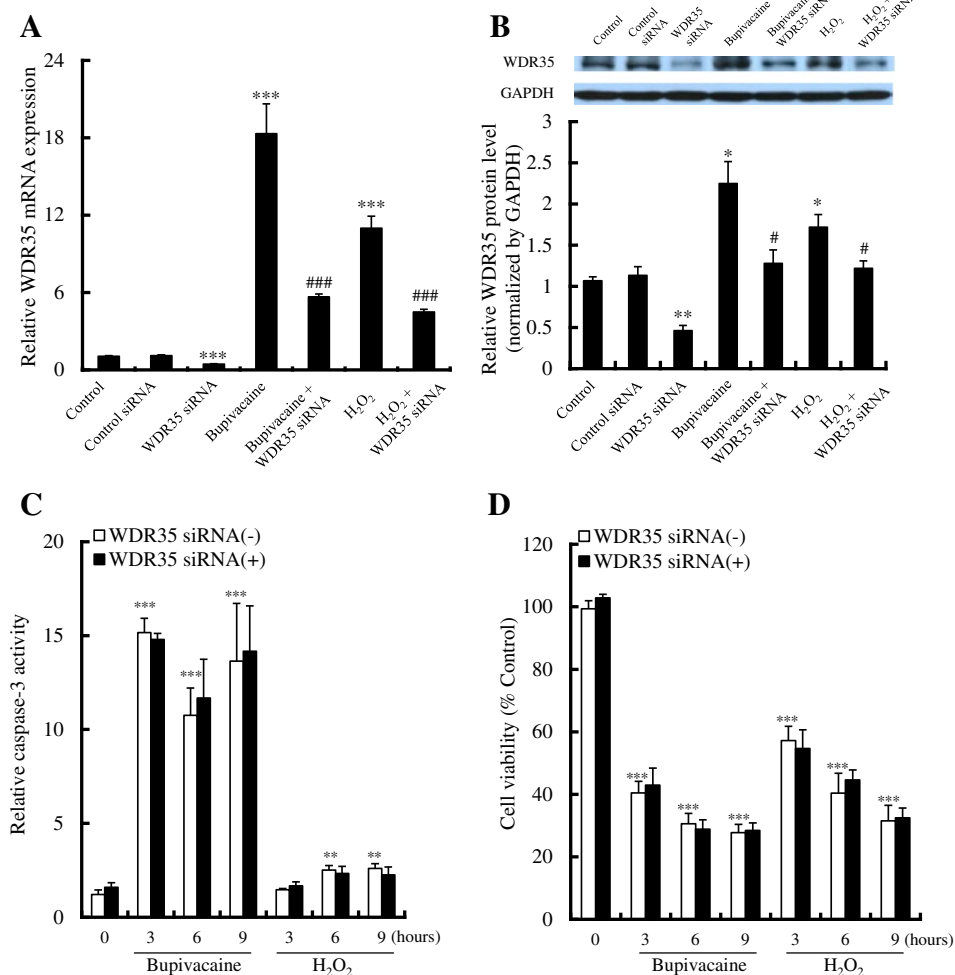 A
Relative WDR35 mRNA expression
24
18
12
6
0
***
***
###
***
###
Control
Control siRNA
WDR35 siRNA
Bupivacaine
Bupivacaine +
WDR35 siRNA
H₂O₂
H₂O₂ +
WDR35 siRNA
B
Control
Control
siRNA
WDR35
siRNA
Bupivacaine
WDR35 siRNA
H₂O₂
H₂O₂ +
WDR35 siRNA
WDR35
GAPDH
Relative WDR35 protein level
(normalized by GAPDH)
3
2.5
2
1.5
1
0.5
0
**
*
#
*
#
Control
Control siRNA
WDR35 siRNA
Bupivacaine
Bupivacaine +
WDR35 siRNA
H₂O₂
H₂O₂ +
WDR35 siRNA
C
WDR35 siRNA(-)
WDR35 siRNA(+)
Relative caspase-3 activity
20
15
10
5
0
***
***
***
**
**
0 3 6 9 3 6 9 (hours)
Bupivacaine H₂O₂
D
WDR35 siRNA(-)
WDR35 siRNA(+)
Cell viability (% Control)
120
100
80
60
40
20
0
***
***
***
***
***
***
0 3 6 9 3 6 9 (hours)
Bupivacaine H₂O₂